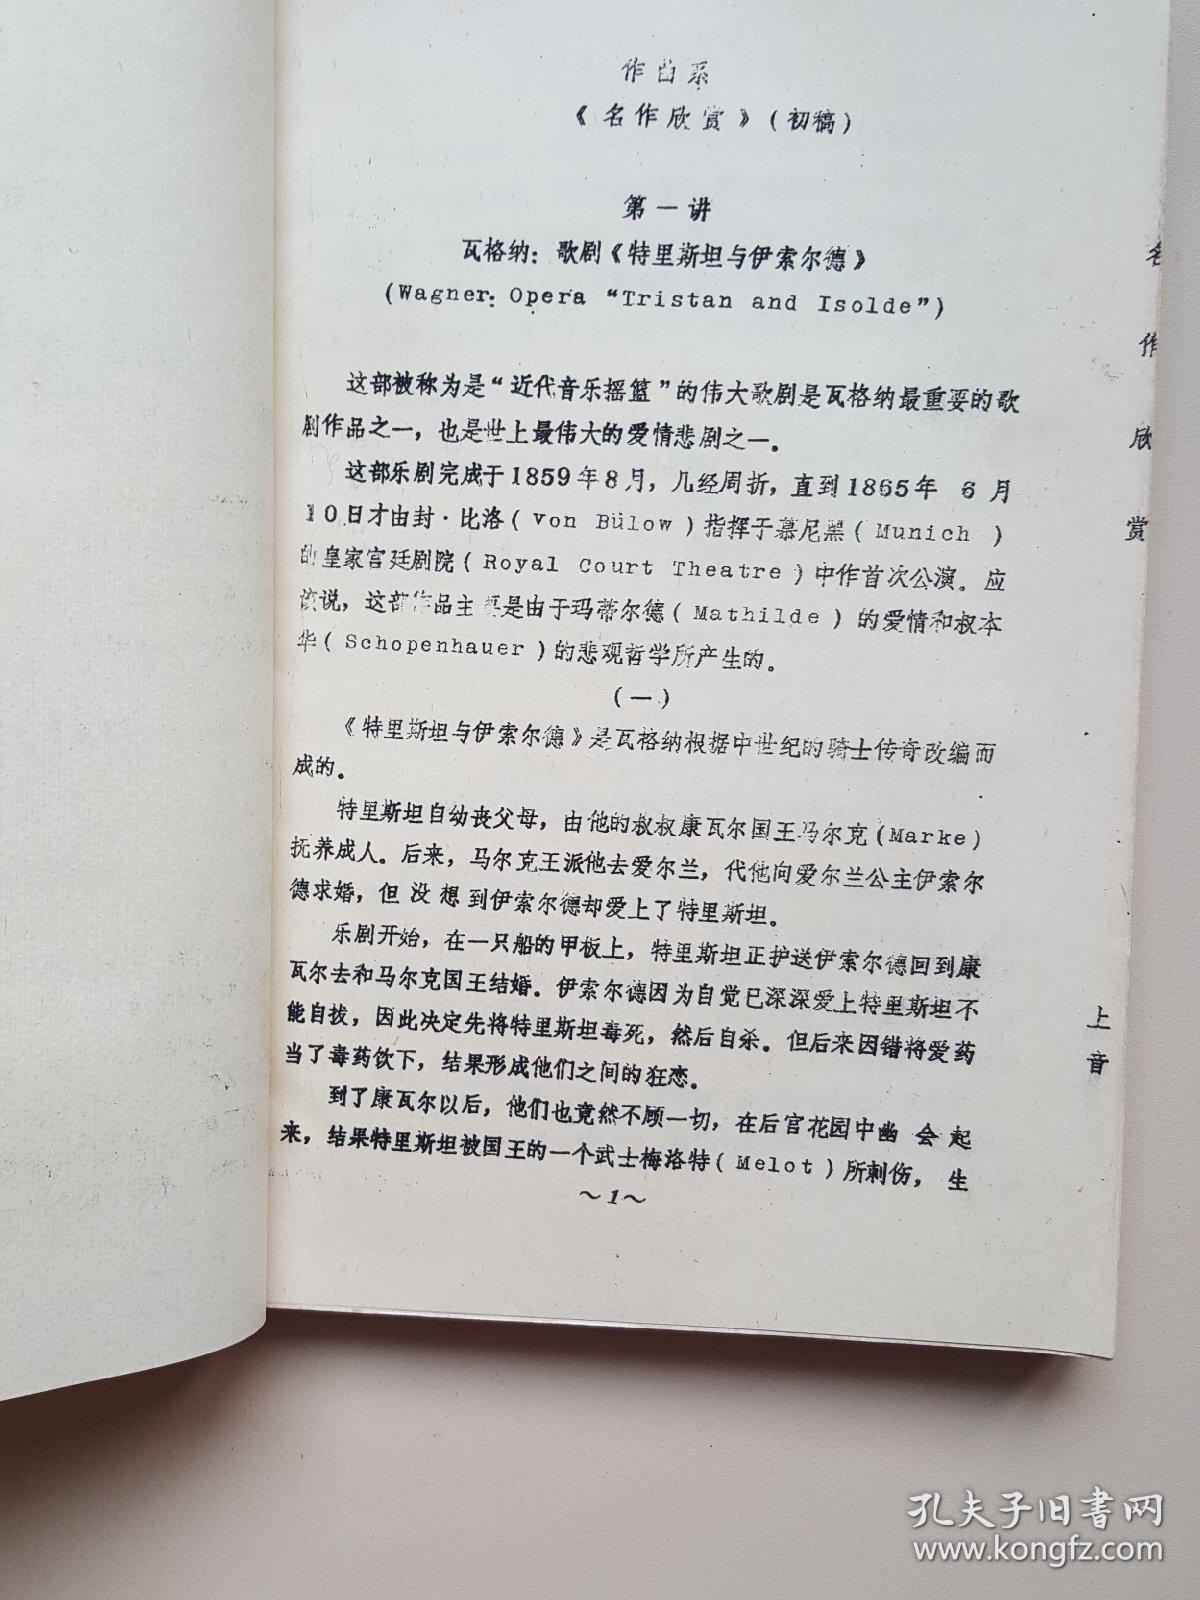 作曲系
《名作欣赏》(初稿)
第一讲
瓦格纳：歌剧《特里斯坦与伊索尔德》
(Wagner: Opera “Tristan and Isolde”)
这部被称为是“近代音乐摇篮”的伟大歌剧是瓦格纳最重要的歌
剧作品之一，也是世上最伟大的爱情悲剧之一。
这部乐剧完成于1859年8月，几经周折，直到1865年 6 月
10日才由封·比洛(von Bülow)指挥于慕尼黑(Munich )
的皇家宫廷剧院(Royal Court Theatre)中作首次公演。应
该说，这部作品主要是由于玛蒂尔德(Mathilde)的爱情和叔本
华(Schopenhauer)的悲观哲学所产生的。
(一)
《特里斯坦与伊索尔德》是瓦格纳根据中世纪的骑士传奇改编而
成的。
特里斯坦自幼丧父母，由他的叔叔康瓦尔国王马尔克(Marke)
抚养成人。后来，马尔克王派他去爱尔兰，代他向爱尔兰公主伊索尔
德求婚，但 没 想 到伊索尔德却爱上了特里斯坦。
乐剧开始，在一只船的甲板上，特里斯坦正护送伊索尔德回到康
瓦尔去和马尔克国王结婚。伊索尔德因为自觉已深深爱上特里斯坦不
能自拔，因此决定先将特里斯坦毒死，然后自杀。但后来因错将爱药
当了毒药饮下，结果形成他们之间的狂恋。
到了康瓦尔以后，他们也竟然不顾一切，在后宫花园中幽 会 起
来，结果特里斯坦被国王的一个武士梅洛特(Melot)所刺伤， 生
～1～
名作欣赏
上音
孔夫子旧书网
www.kongfz.com